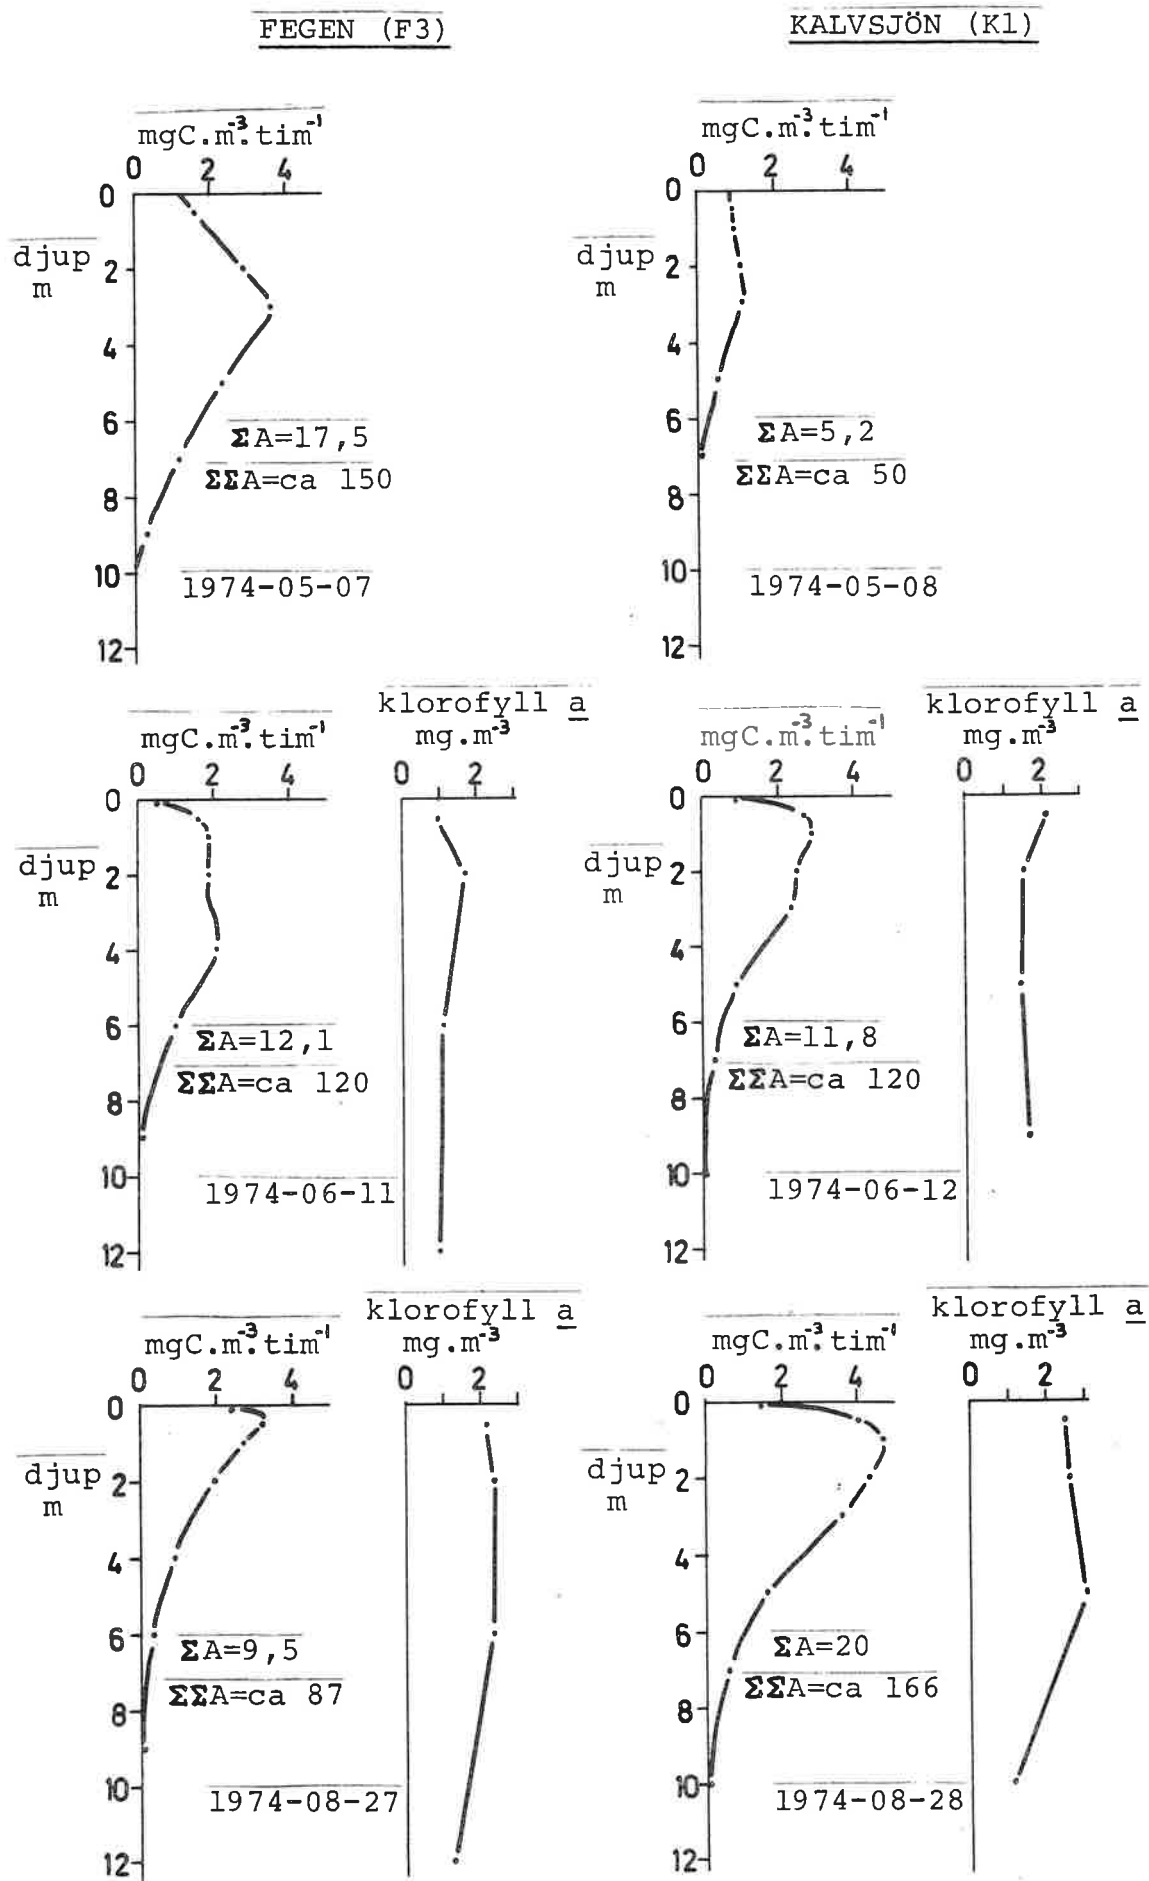 FEGEN (F3)
KALVSJÖN (K1)
mgC.m⁻³.tim⁻¹
0 2 4
0
djup
m
2
4
6
8
10
12
ΣA=17,5
ΣΣA=ca 150
1974-05-07
mgC.m⁻³.tim⁻¹
0 2 4
0
djup
m
2
4
6
8
10
12
ΣA=5,2
ΣΣA=ca 50
1974-05-08
mgC.m⁻³.tim⁻¹
0 2 4
0
djup
m
2
4
6
8
10
12
ΣA=12,1
ΣΣA=ca 120
1974-06-11
klorofyll a
mg.m⁻³
0 2
mgC.m⁻³.tim⁻¹
0 2 4
0
djup
m
2
4
6
8
10
12
ΣA=11,8
ΣΣA=ca 120
1974-06-12
klorofyll a
mg.m⁻³
0 2
mgC.m⁻³.tim⁻¹
0 2 4
0
djup
m
2
4
6
8
10
12
ΣA=9,5
ΣΣA=ca 87
1974-08-27
klorofyll a
mg.m⁻³
0 2
mgC.m⁻³.tim⁻¹
0 2 4
0
djup
m
2
4
6
8
10
12
ΣA=20
ΣΣA=ca 166
1974-08-28
klorofyll a
mg.m⁻³
0 2